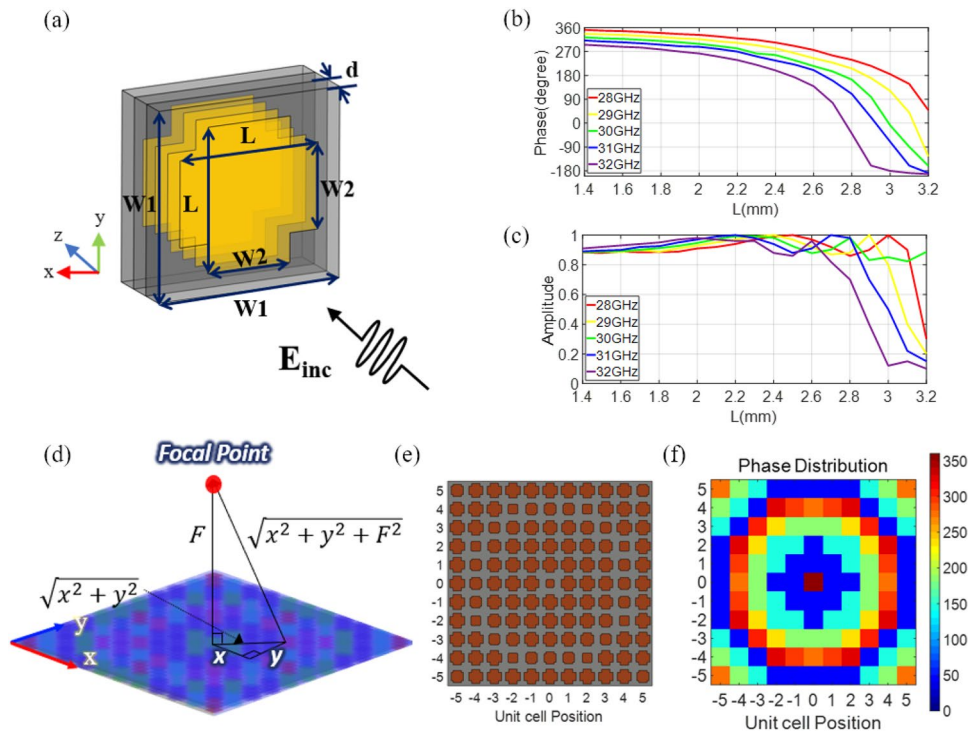 (a)
d
L
W1
L
W2
W2
W1
y
z
x
E_inc
(b)
360
270
180
90
0
-90
-180
Phase(degree)
28GHz
29GHz
30GHz
31GHz
32GHz
1.4 1.6 1.8 2 2.2 2.4 2.6 2.8 3 3.2
L(mm)
(c)
1
0.8
0.6
0.4
0.2
0
Amplitude
28GHz
29GHz
30GHz
31GHz
32GHz
1.4 1.6 1.8 2 2.2 2.4 2.6 2.8 3 3.2
L(mm)
(d)
Focal Point
F
√x² + y² + F²
√x² + y²
y
x
x y
(e)
5
4
3
2
1
0
-1
-2
-3
-4
-5
-5 -4 -3 -2 -1 0 1 2 3 4 5
Unit cell Position
(f)
Phase Distribution
5
4
3
2
1
0
-1
-2
-3
-4
-5
-5 -4 -3 -2 -1 0 1 2 3 4 5
Unit cell Position
350
300
250
200
150
100
50
0